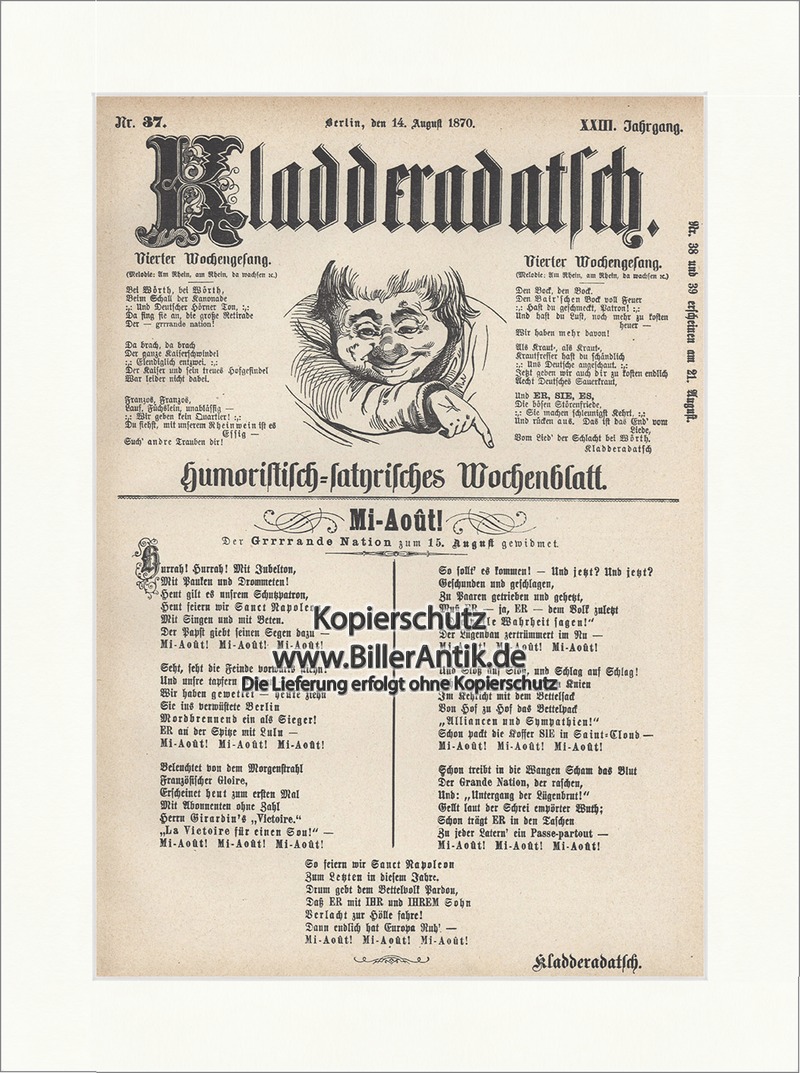 Nr. 37.
Berlin, den 14. August 1870.
XXIII. Jahrgang.
Kladderadatsch.
Nr. 38 und 39 erscheinen am 21. August.
Vierter Wochengesang.
(Melodie: Am Rhein, am Rhein, da wachsen ꝛc.)
Bei Wörth, bei Wörth,
Beim Schall der Kanonade
:,: Und Deutscher Hörner Ton, :,:
Da fing sie an, die große Retirade
Der — grrrande nation!
Da brach, da brach
Der ganze Kaiserschwindel
:,: Elendiglich entzwei. :,:
Der Kaiser und sein treues Hofgesindel
War leider nicht dabei.
Franzos, Franzos,
Lauf, Füchslein, unablässig —
:,: Wir geben kein Quartier! :,:
Du siehst, mit unserm Rheinwein ist es
Essig —
Such' andre Trauben dir!
Vierter Wochengesang.
(Melodie: Am Rhein, am Rhein, da wachsen ꝛc.)
Den Bock, den Bock,
Den Bair'schen Bock voll Feuer
:,: Hast du geschmeckt, Patron! :,:
Und hast du Lust, noch mehr zu kosten
heuer —
Wir haben mehr davon!
Als Kraut-, als Kraut-,
Krautfresser hast du schändlich
:,: Uns Deutsche angeschaut. :,:
Jetzt geben wir auch dir zu kosten endlich
Aecht Deutsches Sauerkraut.
Und ER, SIE, ES,
Die bösen Störenfriede,
:,: Sie machen schleunigst Kehrt, :,:
Und rücken aus. Das ist das End' vom
Liede,
Vom Lied' der Schlacht bei Wörth.
Kladderadatsch
Humoristisch-satyrisches Wochenblatt.
Mi-Août!
Der Grrrrande Nation zum 15. August gewidmet.
Hurrah! Hurrah! Mit Jubelton,
Mit Pauken und Drommeten!
Heut gilt es unsrem Schutzpatron,
Heut feiern wir Sanct Napoleon
Mit Singen und mit Beten.
Der Papst giebt seinen Segen dazu —
Mi-Août! Mi-Août! Mi-Août!
Seht, seht die Feinde vorwärts
Und unsre tapfern
Wir haben gewettet — heute ziehn
Sie ins verwüstete Berlin
Mordbrennend ein als Sieger!
ER an der Spitze mit Lulu —
Mi-Août! Mi-Août! Mi-Août!
Beleuchtet von dem Morgenstrahl
Französischer Gloire,
Erscheinet heut zum ersten Mal
Mit Abonnenten ohne Zahl
Herrn Girardin's „Victoire.“
„La Victoire für einen Sou!“ —
Mi-Août! Mi-Août! Mi-Août!
So sollt' es kommen! — Und jetzt? Und jetzt?
Geschunden und geschlagen,
Zu Paaren getrieben und gehetzt,
Muß ER — ja, ER — dem Volk zuletzt
Wahrheit sagen!“
Der Lügenbau zertrümmert im Nu —
Mi-Août! Mi-Août! Mi-Août!
Und Stoß auf Stoß, und Schlag auf Schlag!
Knien
Im Kehricht mit dem Bettelsack
Von Hof zu Hof das Bettelpack
„Alliancen und Sympathien!“
Schon packt die Koffer SIE in Saint-Cloud —
Mi-Août! Mi-Août! Mi-Août!
Schon treibt in die Wangen Scham das Blut
Der Grande Nation, der raschen,
Und: „Untergang der Lügenbrut!“
Gellt laut der Schrei empörter Wuth;
Schon trägt ER in den Taschen
Zu jeder Latern' ein Passe-partout —
Mi-Août! Mi-Août! Mi-Août!
So feiern wir Sanct Napoleon
Zum Letzten in diesem Jahre.
Drum gebt dem Bettelvolk Pardon,
Daß ER mit IHR und IHREM Sohn
Verlacht zur Hölle fahre!
Dann endlich hat Europa Ruh'. —
Mi-Août! Mi-Août! Mi-Août!
Kladderadatsch.
Kopierschutz
www.BillerAntik.de
Die Lieferung erfolgt ohne Kopierschutz